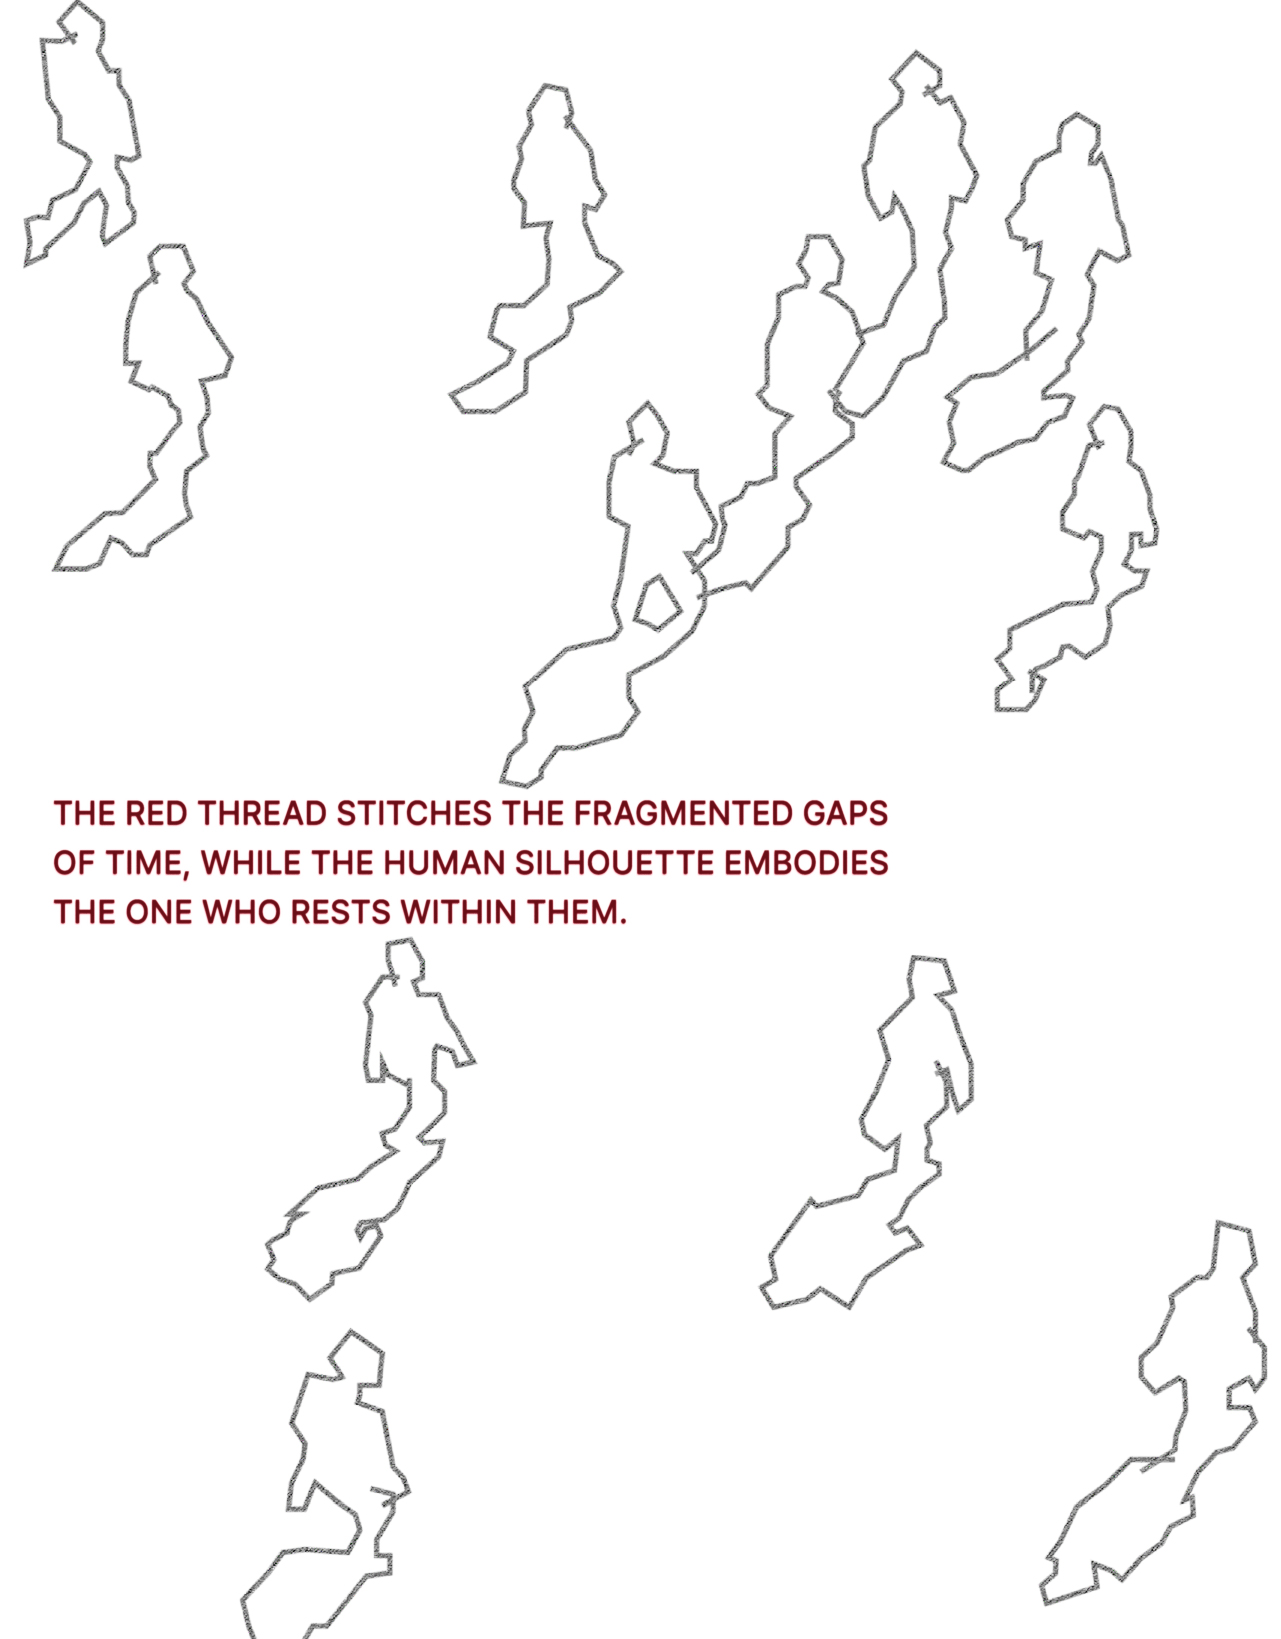 THE RED THREAD STITCHES THE FRAGMENTED GAPS
OF TIME, WHILE THE HUMAN SILHOUETTE EMBODIES
THE ONE WHO RESTS WITHIN THEM.